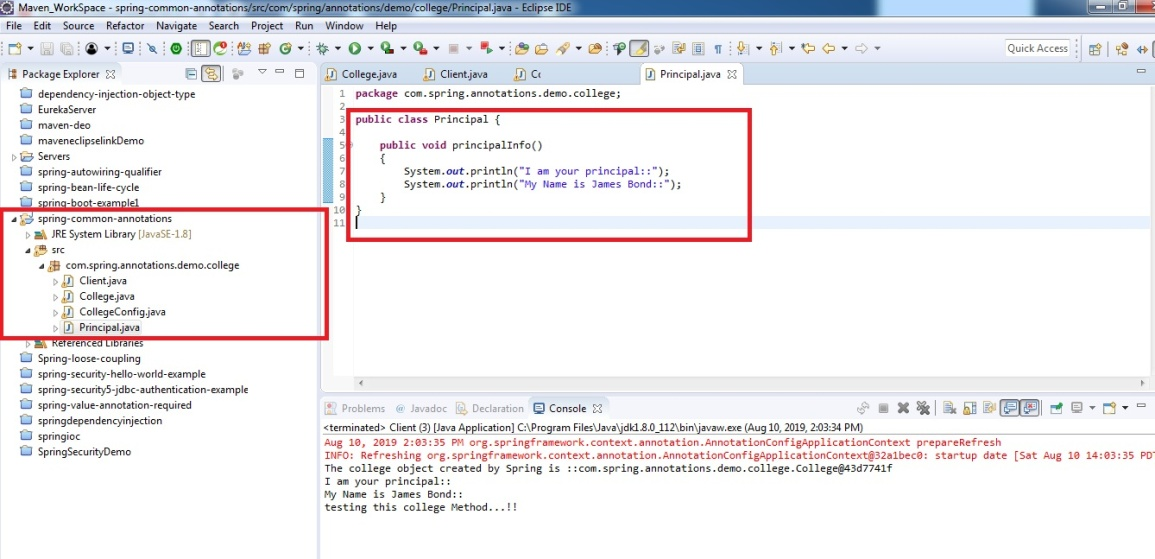 Maven_WorkSpace - spring-common-annotations/src/com/spring/annotations/demo/college/Principal.java - Eclipse IDE
File Edit Source Refactor Navigate Search Project Run Window Help
Quick Access
Package Explorer
dependency-injection-object-type
EurekaServer
maven-deo
maveneclipselinkDemo
Servers
spring-autowiring-qualifier
spring-bean-life-cycle
spring-boot-example1
spring-common-annotations
JRE System Library [JavaSE-1.8]
src
com.spring.annotations.demo.college
Client.java
College.java
CollegeConfig.java
Principal.java
Referenced Libraries
Spring-loose-coupling
spring-security-hello-world-example
spring-security5-jdbc-authentication-example
spring-value-annotation-required
springdependencyinjection
springioc
SpringSecurityDemo
College.java Client.java Principal.java
1 package com.spring.annotations.demo.college;
2
3 public class Principal {
4
5 public void principalInfo()
6 {
7 System.out.println("I am your principal::");
8 System.out.println("My Name is James Bond::");
9 }
10 }
11
Problems @ Javadoc Declaration Console
<terminated> Client (3) [Java Application] C:\Program Files\Java\jdk1.8.0_112\bin\javaw.exe (Aug 10, 2019, 2:03:34 PM)
Aug 10, 2019 2:03:35 PM org.springframework.context.annotation.AnnotationConfigApplicationContext prepareRefresh
INFO: Refreshing org.springframework.context.annotation.AnnotationConfigApplicationContext@32a1bec0: startup date [Sat Aug 10 14:03:35 PDT
The college object created by Spring is ::com.spring.annotations.demo.college.College@43d7741f
I am your principal::
My Name is James Bond::
testing this college Method...!!